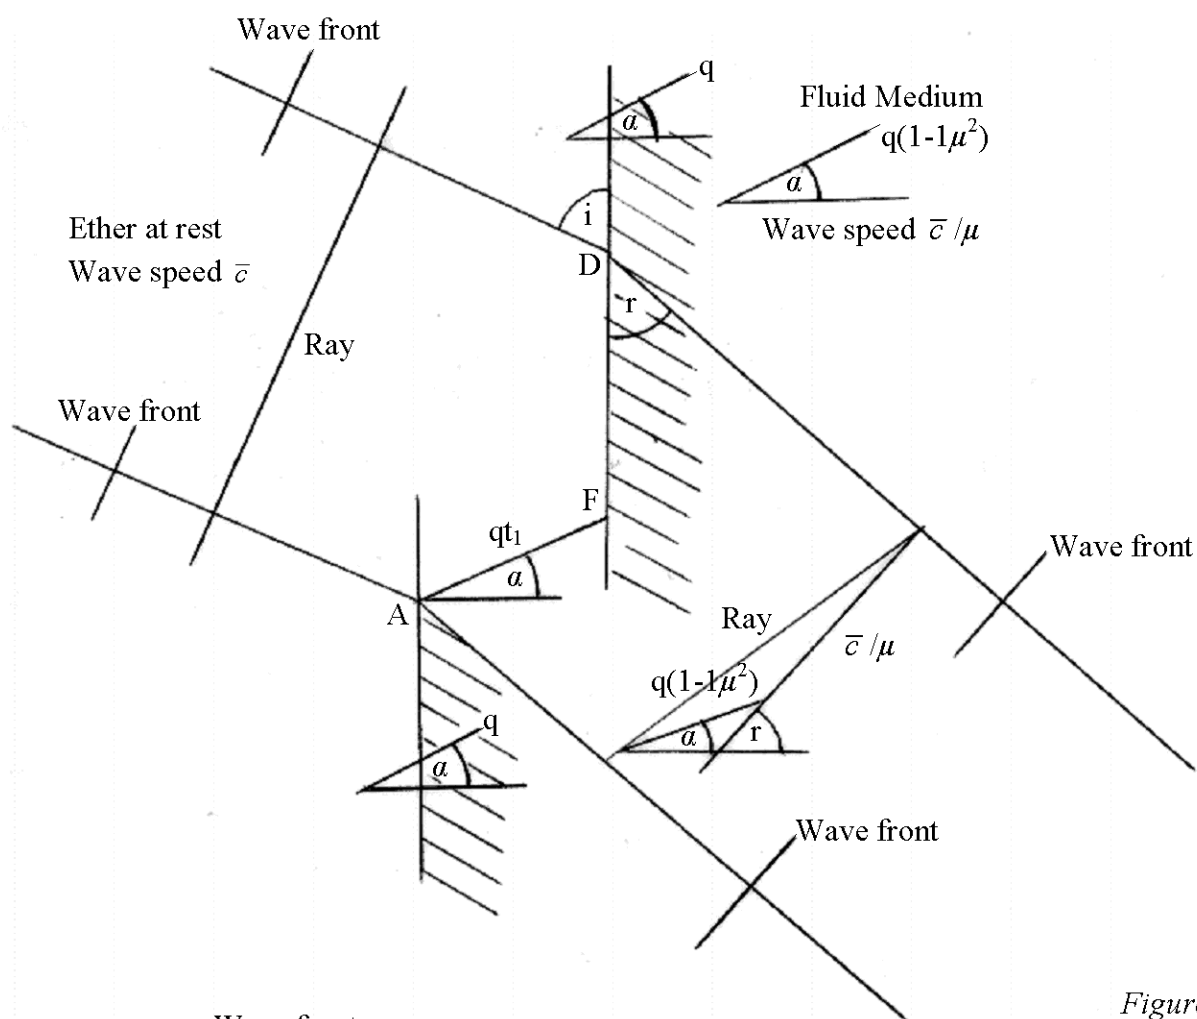 Wave front
q
Fluid Medium
α
q(1-1μ²)
α
i
Ether at rest
Wave speed c̅ /μ
D
Wave speed c̅
r
Ray
Wave front
F
qt₁
Wave front
α
A
Ray
c̅ /μ
q(1-1μ²)
q
α
r
α
Wave front
Figure